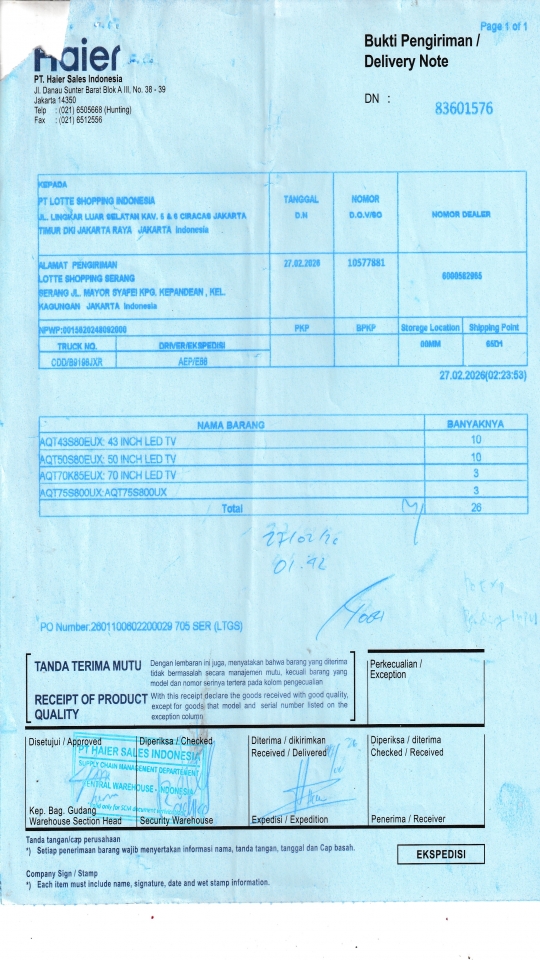 Page 1 of 1
Haier
Bukti Pengiriman /
Delivery Note
PT. Haier Sales Indonesia
Jl. Danau Sunter Barat Blok A III, No. 38 - 39
Jakarta 14350
Telp : (021) 6505668 (Hunting)
Fax : (021) 6512556
DN : 83601576
KEPADA
PT LOTTE SHOPPING INDONESIA
JL. LINGKAR LUAR SELATAN KAV. 5 & 6 CIRACAS JAKARTA
TIMUR DKI JAKARTA RAYA JAKARTA Indonesia
TANGGAL
D.N
NOMOR
D.O./SO
NOMOR DEALER
ALAMAT PENGIRIMAN
LOTTE SHOPPING SERANG
SERANG JL. MAYOR SYAFEI KPG. KEPANDEAN , KEL.
KAGUNGAN JAKARTA Indonesia
27.02.2026
10577881
NPWP:
PKP
BPKP
Storage Location
Shipping Point
TRUCK NO.
DRIVER/EKSPEDISI
CDD/B9198JXR
27.02.2026(02:23:53)
NAMA BARANG
BANYAKNYA
AQT43S80EUX: 43 INCH LED TV 10
AQT50S80EUX: 50 INCH LED TV 10
AQT70K85EUX: 70 INCH LED TV 3
AQT75S800UX:AQT75S800UX 3
Total 26
27/02/26
01.42
PO Number:2601100602200029 705 SER (LTGS)
TANDA TERIMA MUTU
Dengan lembaran ini juga, menyatakan bahwa barang yang diterima
tidak bermasalah secara manajemen mutu, kecuali barang yang
model dan nomor serinya tertera pada kolom pengecualian
RECEIPT OF PRODUCT
QUALITY
With this receipt declare the goods received with good quality,
except for goods that model and serial number listed on the
exception column
Perkecualian /
Exception
Disetujui / Approved
Diperiksa / Checked
Diterima / dikirimkan
Received / Delivered
Diperiksa / diterima
Checked / Received
PT HAIER SALES INDONESIA
SUPPLY CHAIN MANAGEMENT DEPARTEMENT
CENTRAL WAREHOUSE - INDONESIA
Kep. Bag. Gudang
Warehouse Section Head
Security Warehouse
Expedisi / Expedition
Penerima / Receiver
Tanda tangan/cap perusahaan
*) Setiap penerimaan barang wajib menyertakan informasi nama, tanda tangan, tanggal dan Cap basah.
EKSPEDISI
Company Sign / Stamp
*) Each item must include name, signature, date and wet stamp information.